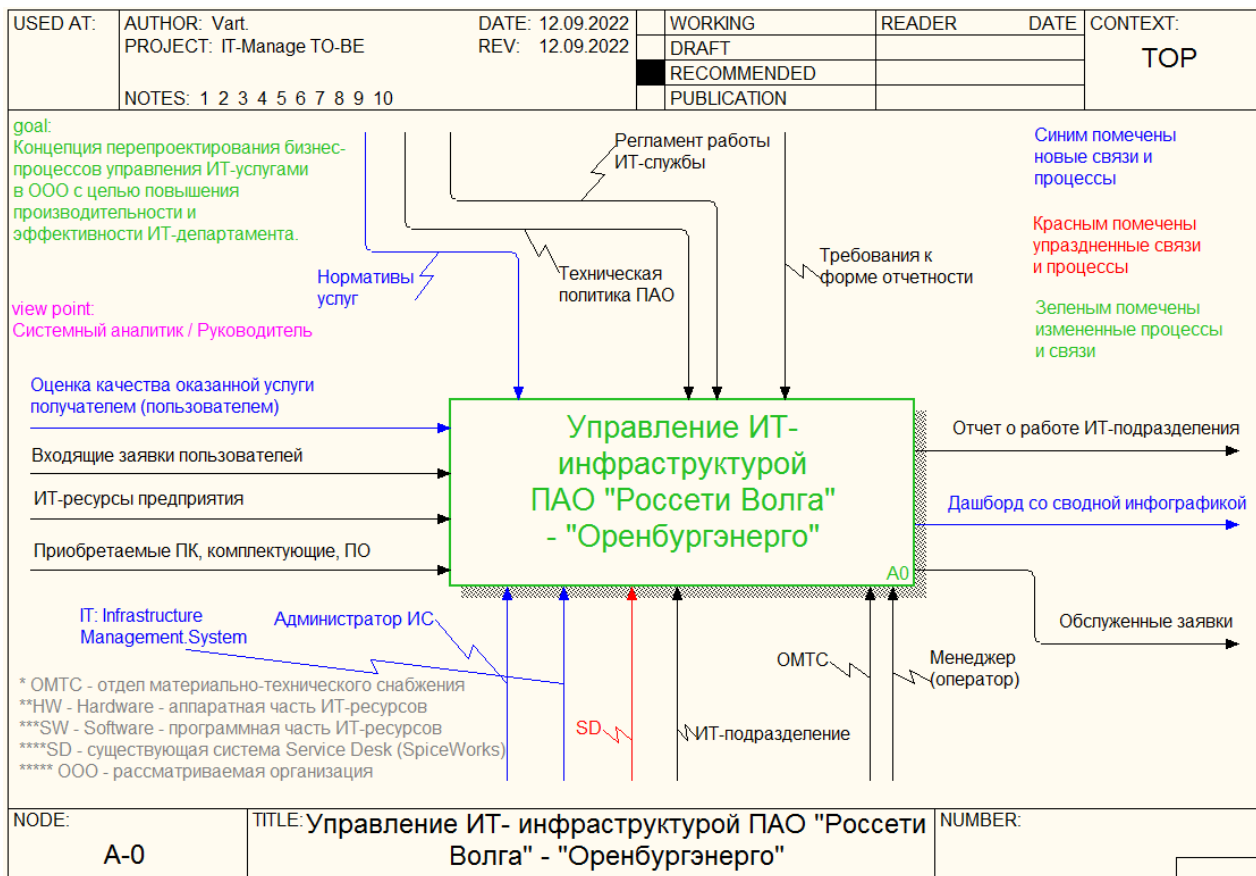 USED AT:
AUTHOR: Vart.
DATE: 12.09.2022
PROJECT: IT-Manage TO-BE
REV: 12.09.2022
NOTES: 1 2 3 4 5 6 7 8 9 10
WORKING
DRAFT
RECOMMENDED
PUBLICATION
READER DATE
CONTEXT:
TOP
goal:
Концепция перепроектирования бизнес-
процессов управления ИТ-услугами
в ООО с целью повышения
производительности и
эффективности ИТ-департамента.
view point:
Системный аналитик / Руководитель
Нормативы
услуг
Регламент работы
ИТ-службы
Техническая
политика ПАО
Требования к
форме отчетности
Синим помечены
новые связи и
процессы
Красным помечены
упраздненные связи
и процессы
Зеленым помечены
измененные процессы
и связи
Оценка качества оказанной услуги
получателем (пользователем)
Входящие заявки пользователей
ИТ-ресурсы предприятия
Приобретаемые ПК, комплектующие, ПО
Управление ИТ-
инфраструктурой
ПАО "Россети Волга"
- "Оренбургэнерго"
A0
Отчет о работе ИТ-подразделения
Дашборд со сводной инфографикой
Обслуженные заявки
IT: Infrastructure
Management.System
Администратор ИС
SD
ИТ-подразделение
ОМТС
Менеджер
(оператор)
* ОМТС - отдел материально-технического снабжения
**HW - Hardware - аппаратная часть ИТ-ресурсов
***SW - Software - программная часть ИТ-ресурсов
****SD - существующая система Service Desk (SpiceWorks)
***** ООО - рассматриваемая организация
NODE:
A-0
TITLE: Управление ИТ- инфраструктурой ПАО "Россети
Волга" - "Оренбургэнерго"
NUMBER: